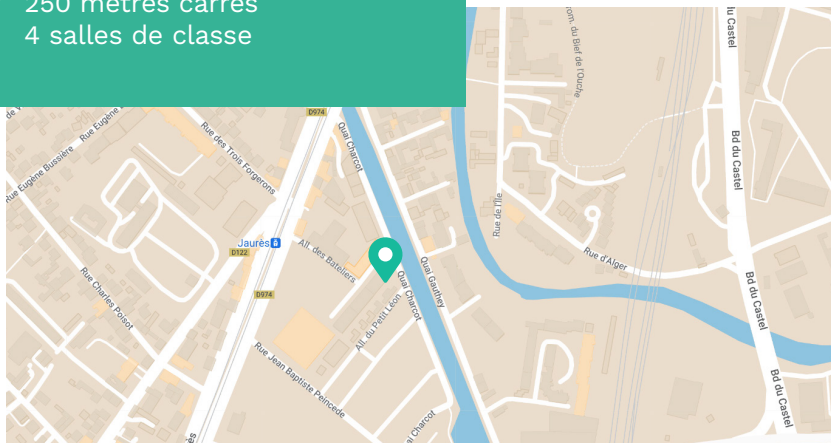 250 mètres carrés
4 salles de classe
Prom. du Bief de l'Ouche
Bd du Castel
D974
Rue Eugène
Rue Eugène Bussière
Rue des Trois Forgerons
Quai Charcot
Bd du Castel
Rue de l'Île
Jaurès
D122
All. des Bateliers
Rue d'Alger
Quai Gauthey
Quai Charcot
D974
Rue Charles Poisot
All. du Petit Léon
Bd du Castel
Rue Jean Baptiste Peincede
Quai Charcot
Bd du Castel